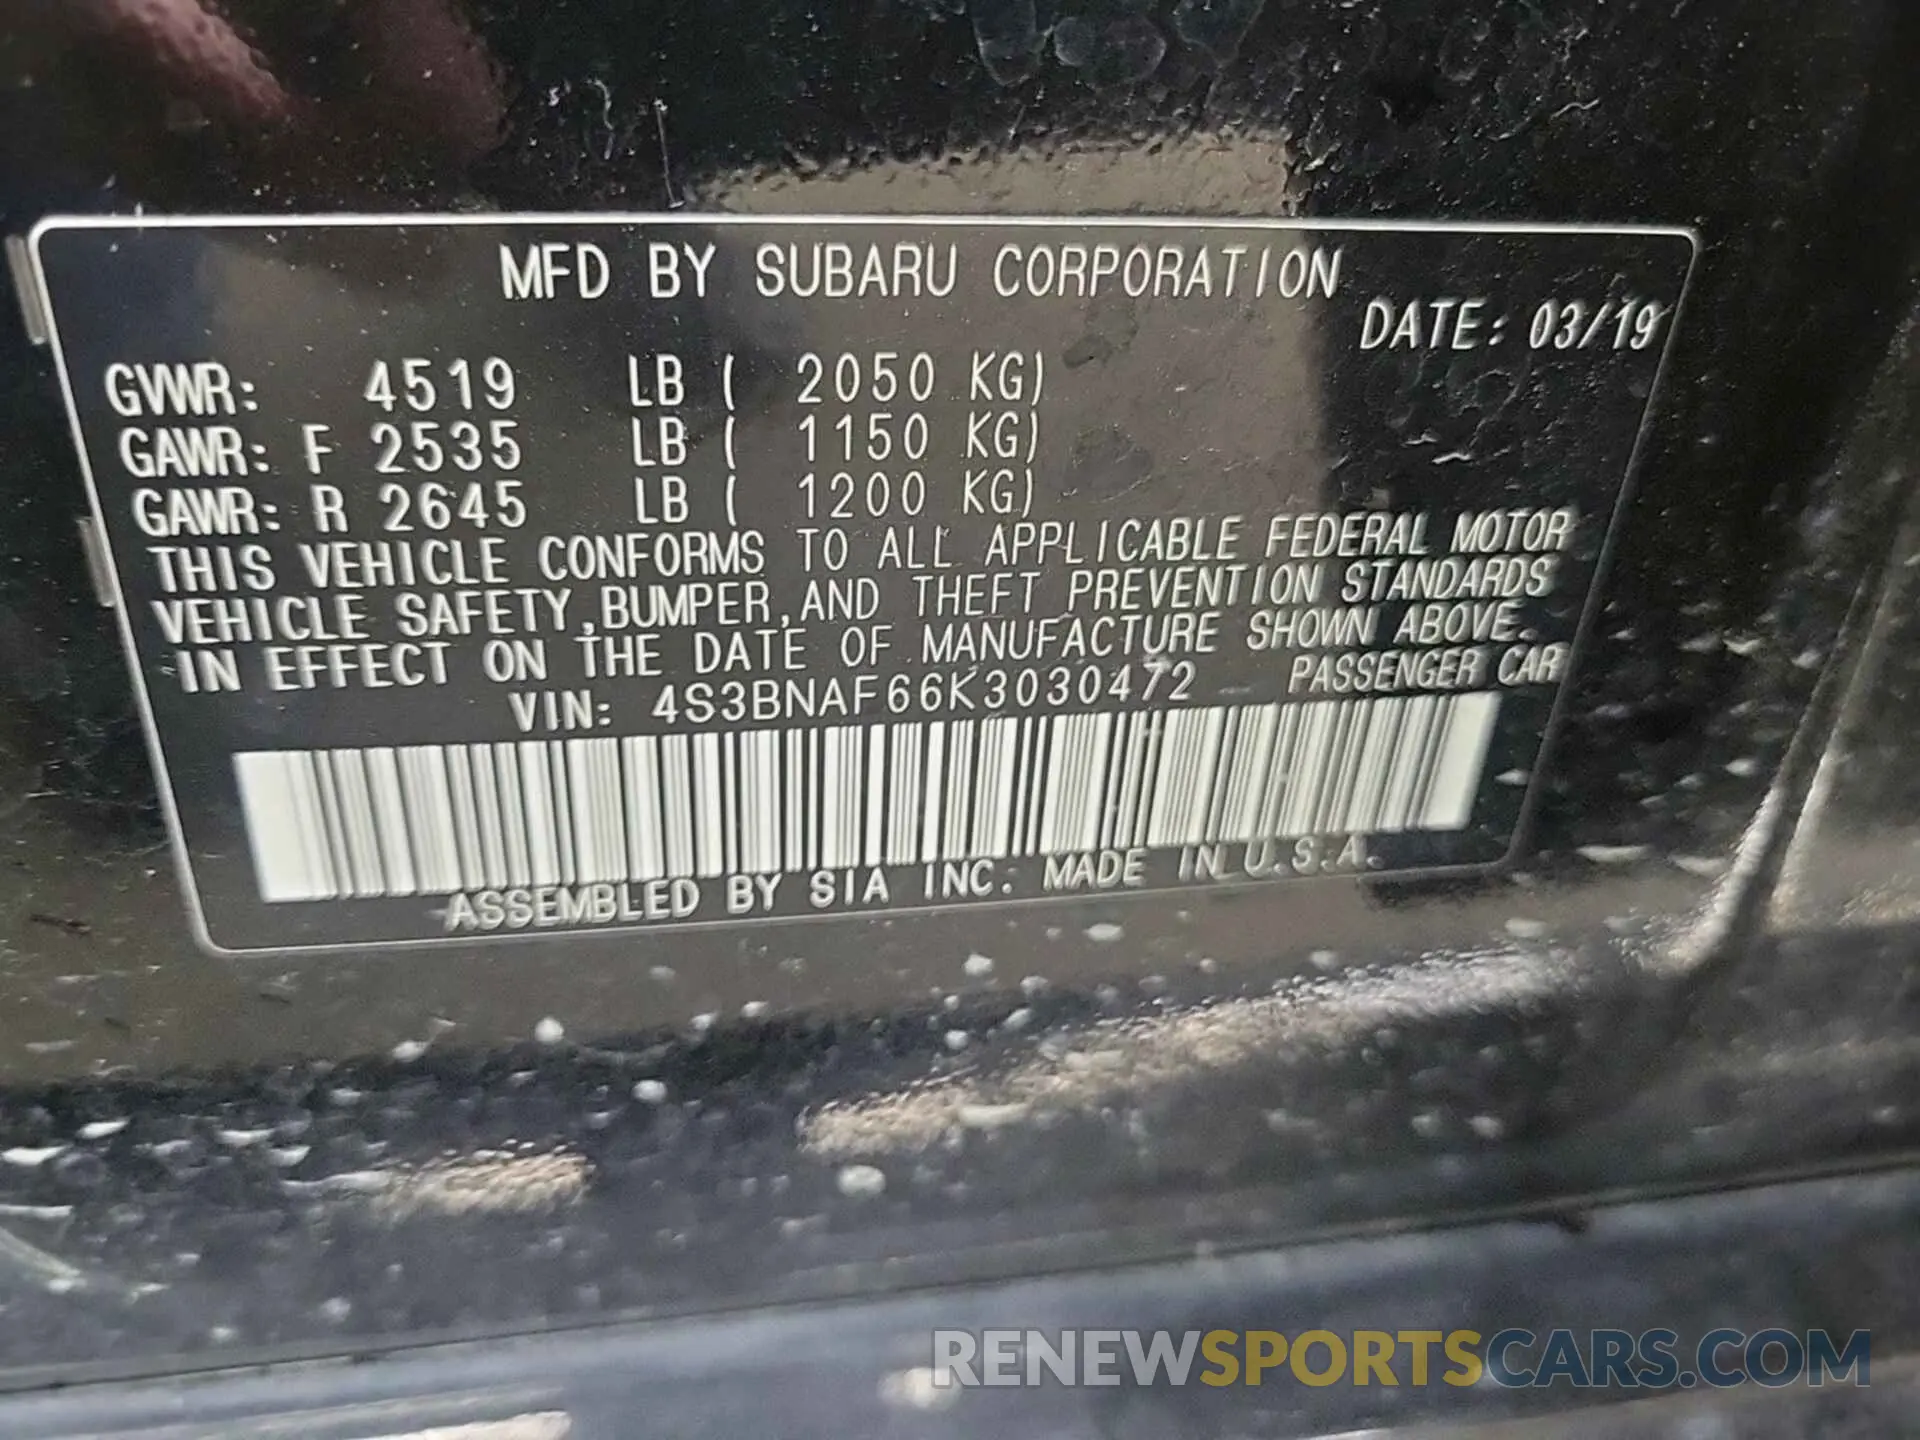 MFD BY SUBARU CORPORATION
DATE: 03/19
GVWR: 4519 LB ( 2050 KG)
GAWR: F 2535 LB ( 1150 KG)
GAWR: R 2645 LB ( 1200 KG)
THIS VEHICLE CONFORMS TO ALL APPLICABLE FEDERAL MOTOR
VEHICLE SAFETY,BUMPER,AND THEFT PREVENTION STANDARDS
IN EFFECT ON THE DATE OF MANUFACTURE SHOWN ABOVE.
VIN: 4S3BNAF66K3030472 PASSENGER CAR
ASSEMBLED BY SIA INC. MADE IN U.S.A.
RENEWSPORTSCARS.COM